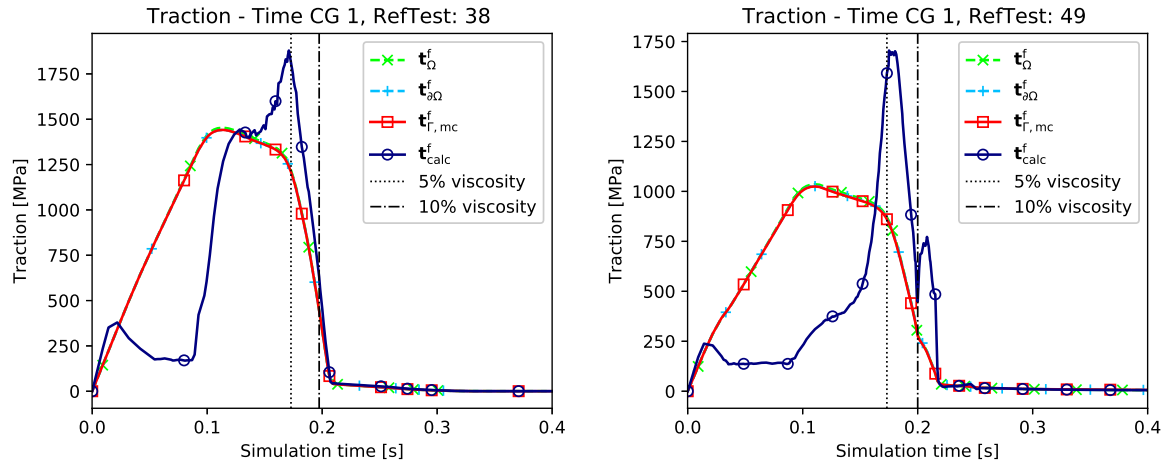 Traction - Time CG 1, RefTest: 38
Traction [MPa]
1750
1500
1250
1000
750
500
250
0
0.0 0.1 0.2 0.3 0.4
Simulation time [s]
t^f_Ω
t^f_∂Ω
t^f_Γ, mc
t^f_calc
5% viscosity
10% viscosity
Traction - Time CG 1, RefTest: 49
Traction [MPa]
1750
1500
1250
1000
750
500
250
0
0.0 0.1 0.2 0.3 0.4
Simulation time [s]
t^f_Ω
t^f_∂Ω
t^f_Γ, mc
t^f_calc
5% viscosity
10% viscosity